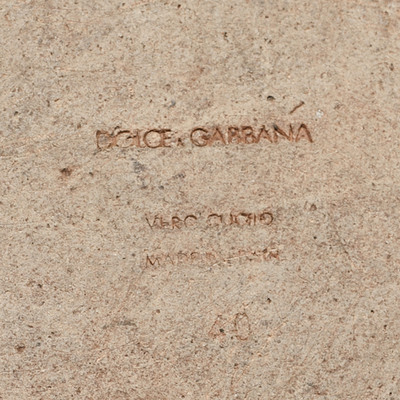 DOLCE & GABBANA
VERO CUOIO
MADE IN ITALY
40